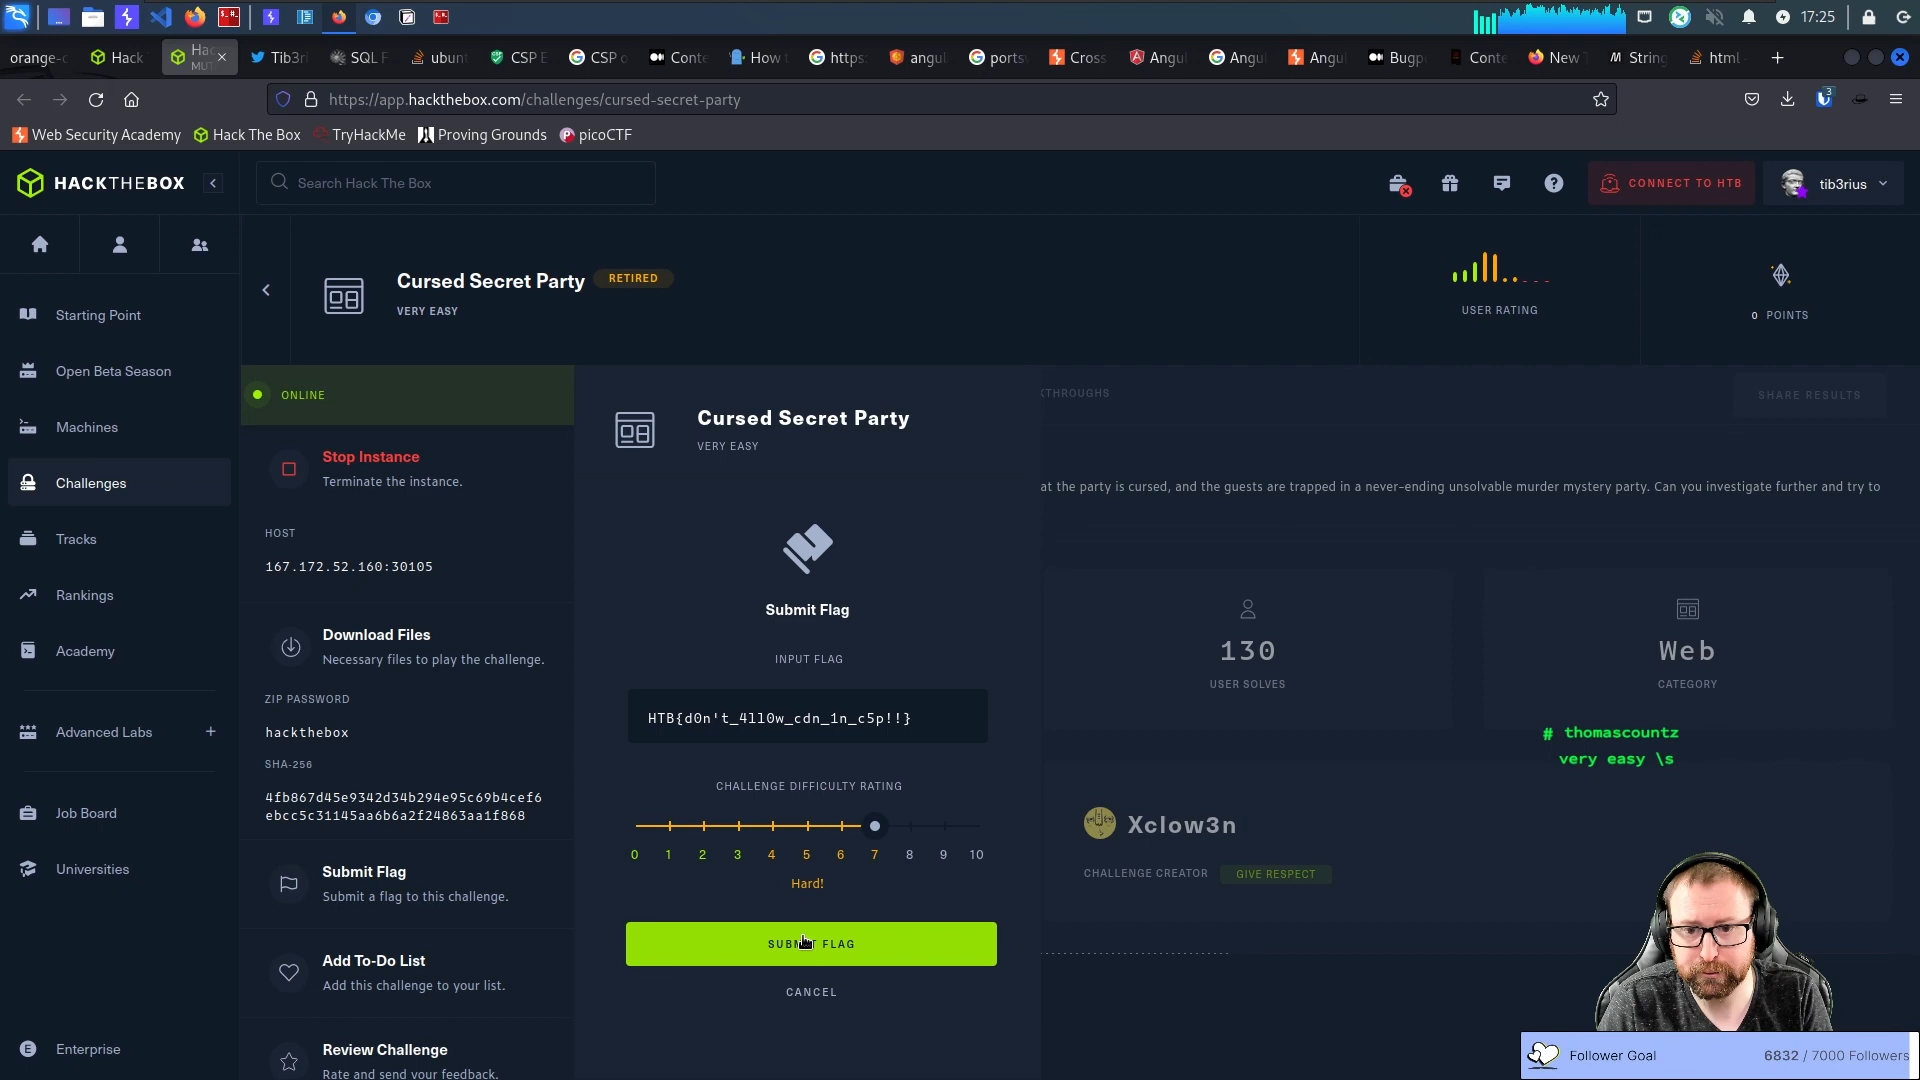 17:25
orange-c
Hack
Hac
MUT
Tib3ri
SQL F
ubunt
CSP E
CSP o
Conte
How t
https
angul
ports
Cross
Angul
Angul
Angul
Bugp
Conte
New T
String
html
https://app.hackthebox.com/challenges/cursed-secret-party
3
Web Security Academy
Hack The Box
TryHackMe
Proving Grounds
picoCTF
HACKTHEBOX
Search Hack The Box
CONNECT TO HTB
tib3rius
Starting Point
Open Beta Season
Machines
Challenges
Tracks
Rankings
Academy
Advanced Labs +
Job Board
Universities
E Enterprise
Cursed Secret Party RETIRED
VERY EASY
USER RATING
0 POINTS
ONLINE
Stop Instance
Terminate the instance.
HOST
167.172.52.160:30105
Download Files
Necessary files to play the challenge.
ZIP PASSWORD
hackthebox
SHA-256
4fb867d45e9342d34b294e95c69b4cef6
ebcc5c31145aa6b6a2f24863aa1f868
Submit Flag
Submit a flag to this challenge.
Add To-Do List
Add this challenge to your list.
Review Challenge
Rate and send your feedback.
Cursed Secret Party
VERY EASY
Submit Flag
INPUT FLAG
HTB{d0n't_4ll0w_cdn_1n_c5p!!}
CHALLENGE DIFFICULTY RATING
0 1 2 3 4 5 6 7 8 9 10
Hard!
SUBMIT FLAG
CANCEL
KTHROUGHS
SHARE RESULTS
at the party is cursed, and the guests are trapped in a never-ending unsolvable murder mystery party. Can you investigate further and try to
130
USER SOLVES
Web
CATEGORY
# thomascountz
very easy \s
Xclow3n
CHALLENGE CREATOR
GIVE RESPECT
Follower Goal
6832 / 7000 Followers